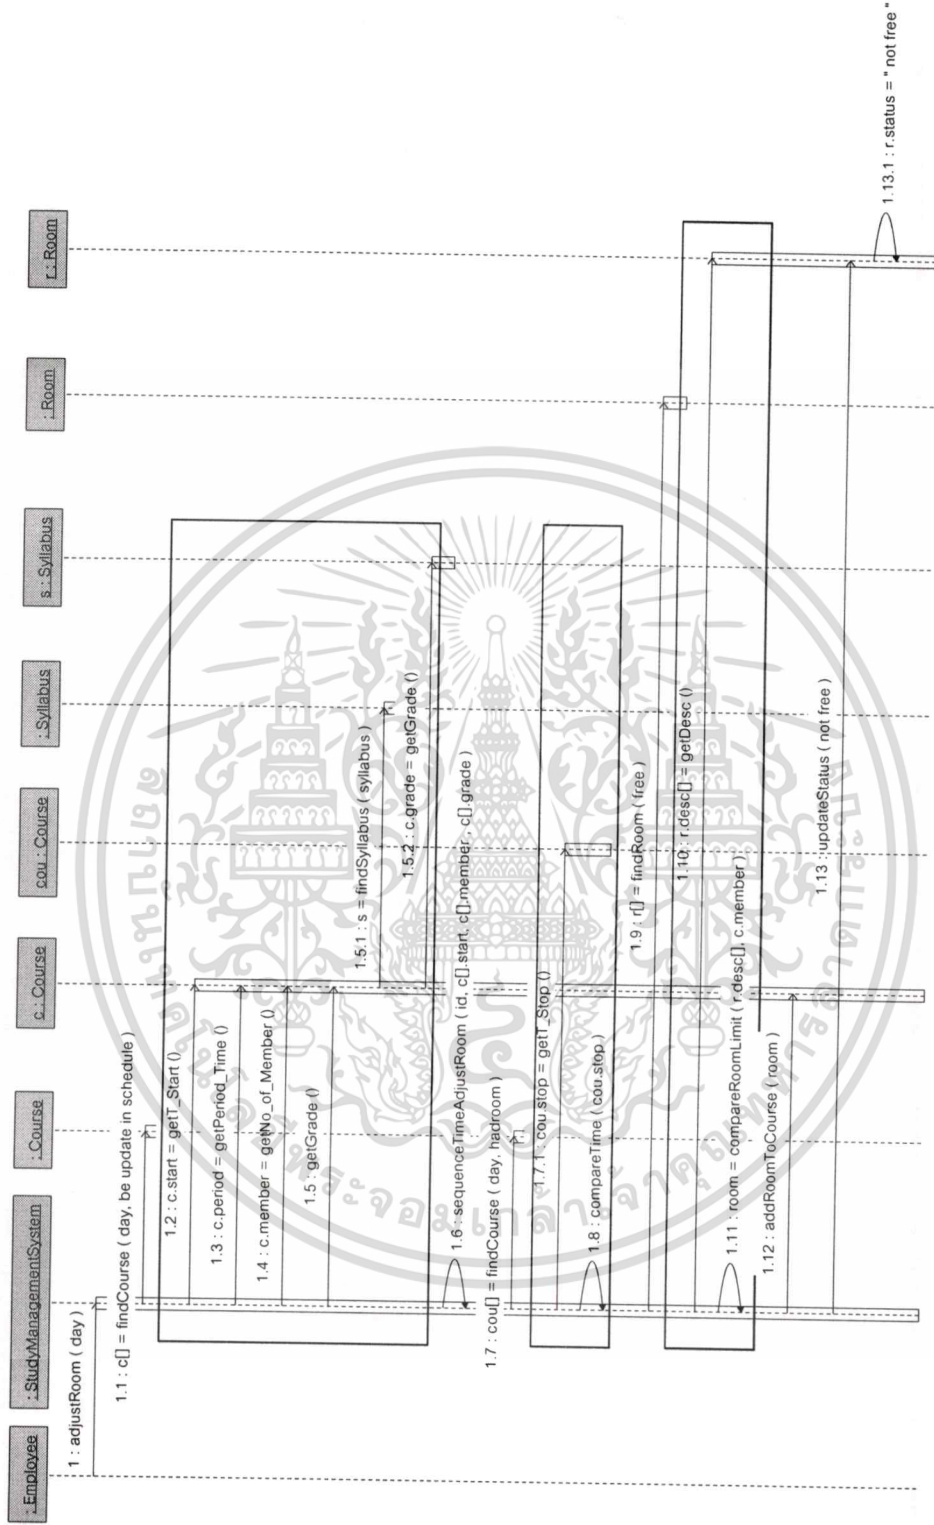 : Employee
: StudyManagementSystem
: Course
c : Course
cou : Course
: Syllabus
s : Syllabus
: Room
r : Room
1 : adjustRoom ( day )
1.1 : c[] = findCourse ( day, be update in schedule )
1.2 : c.start = getT_Start ()
1.3 : c.period = getPeriod_Time ()
1.4 : c.member = getNo_of_Member ()
1.5 : getGrade ()
1.5.1 : s = findSyllabus ( syllabus )
1.5.2 : c.grade = getGrade ()
1.6 : sequenceTimeAdjustRoom ( id, c[].start, c[].member , c[].grade )
1.7 : cou[] = findCourse ( day, hadroom )
1.7.1 : cou.stop = getT_Stop ()
1.8 : compareTime ( cou.stop )
1.9 : r[] = findRoom ( free )
1.10 : r.desc[] = getDesc ()
1.11 : room = compareRoomLimit ( r.desc[], c.member )
1.12 : addRoomToCourse ( room )
1.13 : updateStatus ( not free )
1.13.1 : r.status = " not free "